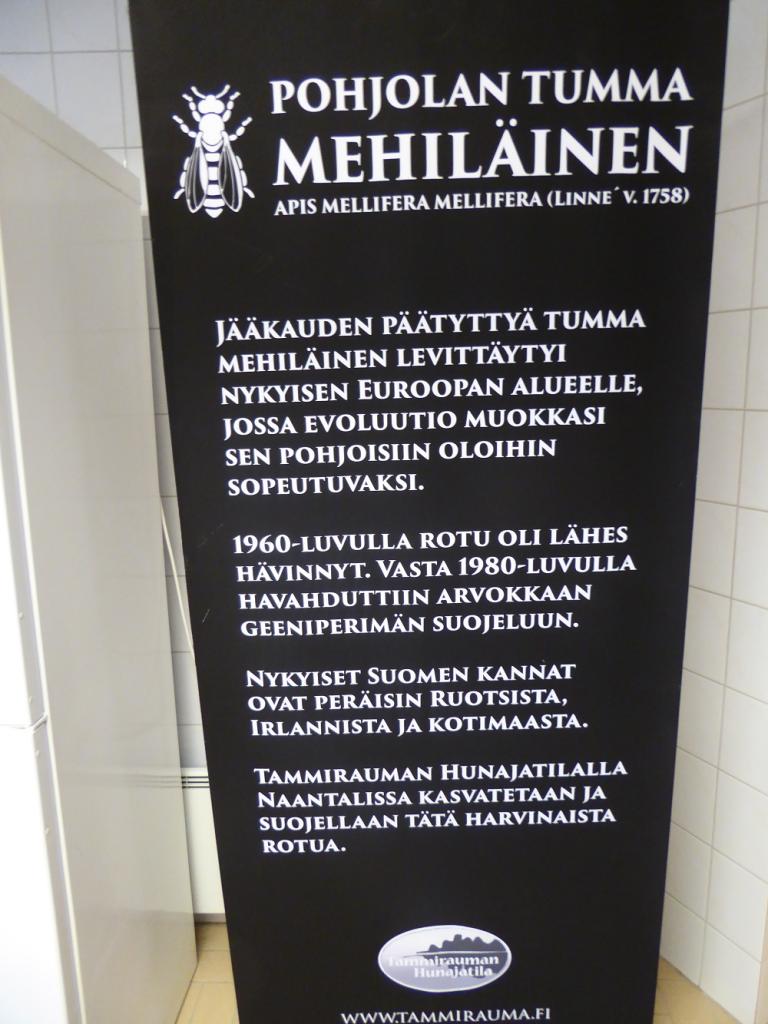 POHJOLAN TUMMA
MEHILÄINEN
APIS MELLIFERA MELLIFERA (LINNE´ V. 1758)
JÄÄKAUDEN PÄÄTYTTYÄ TUMMA
MEHILÄINEN LEVITTÄYTYI
NYKYISEN EUROOPAN ALUEELLE,
JOSSA EVOLUUTIO MUOKKASI
SEN POHJOISIIN OLOIHIN
SOPEUTUVAKSI.
1960-LUVULLA ROTU OLI LÄHES
HÄVINNYT. VASTA 1980-LUVULLA
HAVAHDUTTIIN ARVOKKAAN
GEENIPERIMÄN SUOJELUUN.
NYKYISET SUOMEN KANNAT
OVAT PERÄISIN RUOTSISTA,
IRLANNISTA JA KOTIMAASTA.
TAMMIRAUMAN HUNAJATILALLA
NAANTALISSA KASVATETAAN JA
SUOJELLAAN TÄTÄ HARVINAISTA
ROTUA.
Tammirauman
Hunajatila
WWW.TAMMIRAUMA.FI